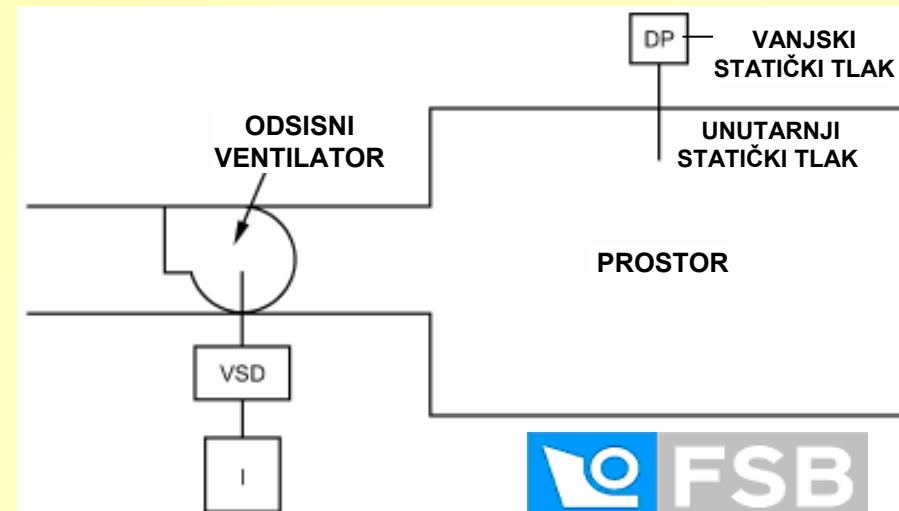 DP
VANJSKI
STATIČKI TLAK
ODSISNI
VENTILATOR
UNUTARNJI
STATIČKI TLAK
PROSTOR
VSD
I
FSB